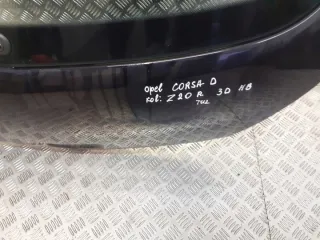 Opel CORSA D
kol: Z20R 3D HB